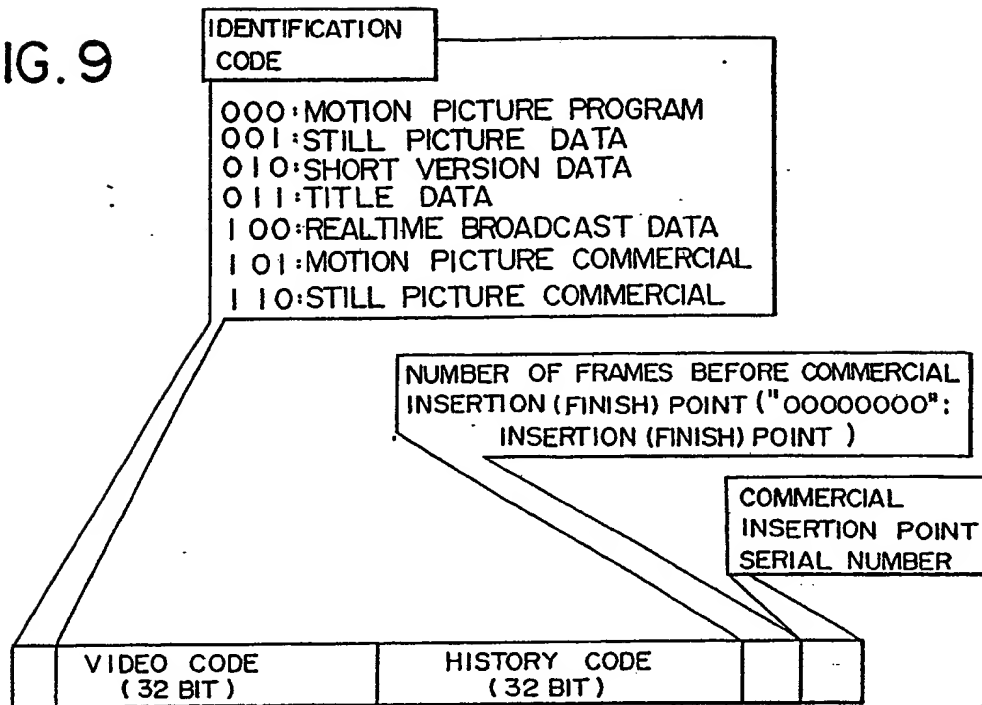 IG. 9
IDENTIFICATION
CODE
000:MOTION PICTURE PROGRAM
001:STILL PICTURE DATA
010:SHORT VERSION DATA
011:TITLE DATA
100:REALTIME BROADCAST DATA
101:MOTION PICTURE COMMERCIAL
110:STILL PICTURE COMMERCIAL
NUMBER OF FRAMES BEFORE COMMERCIAL
INSERTION (FINISH) POINT ("00000000":
INSERTION (FINISH) POINT )
COMMERCIAL
INSERTION POINT
SERIAL NUMBER
VIDEO CODE
(32 BIT)
HISTORY CODE
(32 BIT)